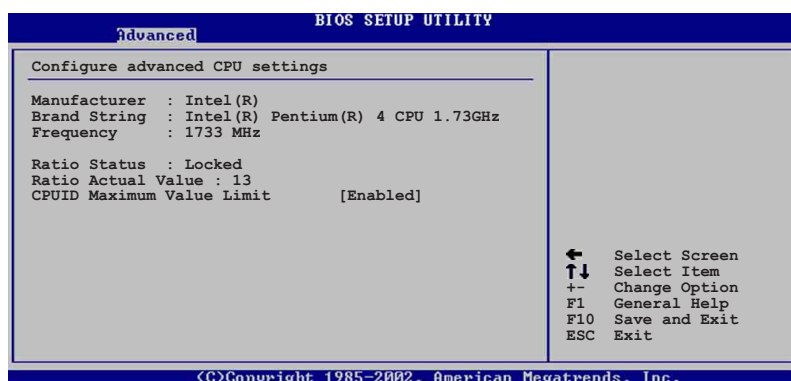 BIOS SETUP UTILITY
Advanced
Configure advanced CPU settings
Manufacturer : Intel(R)
Brand String : Intel(R) Pentium(R) 4 CPU 1.73GHz
Frequency : 1733 MHz
Ratio Status : Locked
Ratio Actual Value : 13
CPUID Maximum Value Limit [Enabled]
← Select Screen
↑↓ Select Item
+- Change Option
F1 General Help
F10 Save and Exit
ESC Exit
(C)Copyright 1985-2002, American Megatrends, Inc.